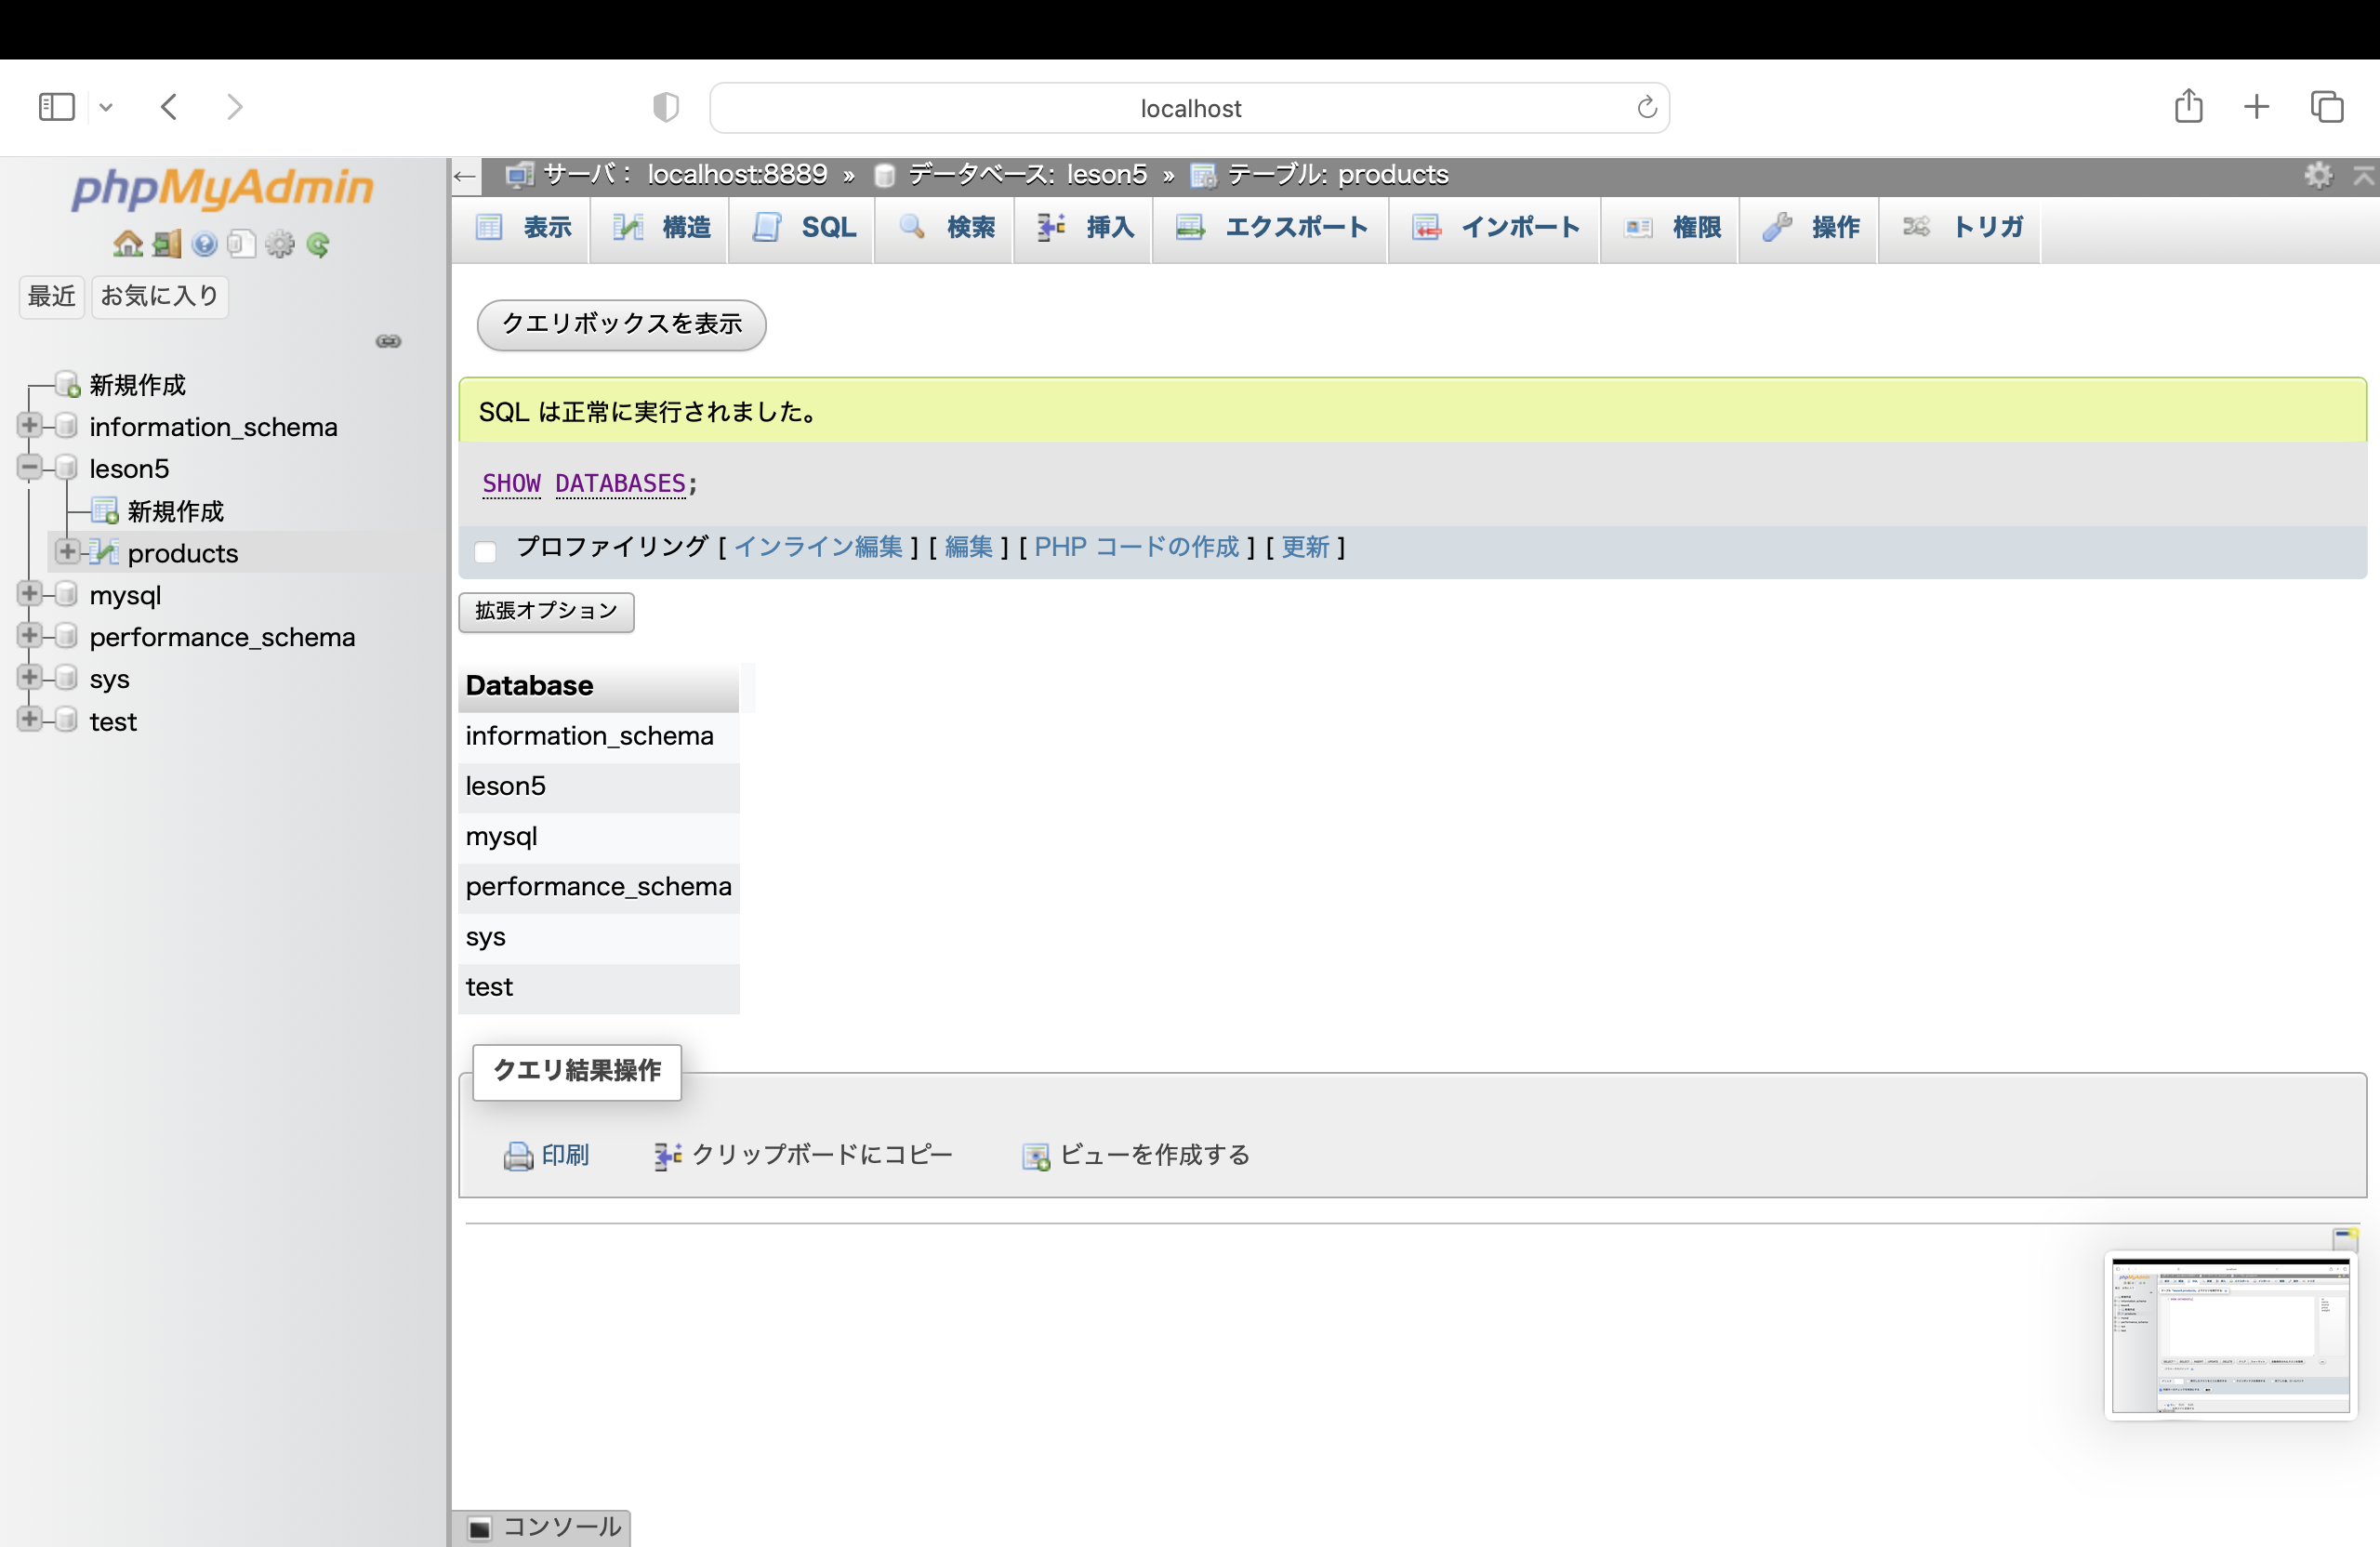 localhost
phpMyAdmin
最近 お気に入り
新規作成
information_schema
leson5
新規作成
products
mysql
performance_schema
sys
test
← サーバ： localhost:8889 » データベース: leson5 » テーブル: products
表示 構造 SQL 検索 挿入 エクスポート インポート 権限 操作 トリガ
クエリボックスを表示
SQL は正常に実行されました。
SHOW DATABASES;
プロファイリング [ インライン編集 ] [ 編集 ] [ PHP コードの作成 ] [ 更新 ]
拡張オプション
Database
information_schema
leson5
mysql
performance_schema
sys
test
クエリ結果操作
印刷 クリップボードにコピー ビューを作成する
コンソール